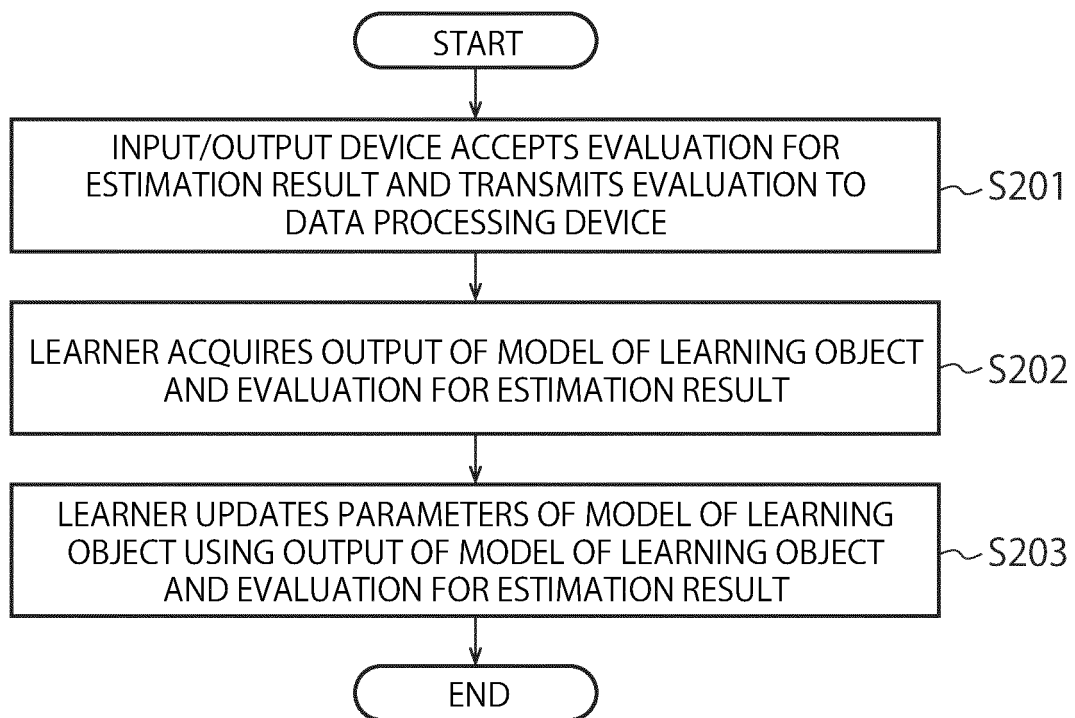 START
INPUT/OUTPUT DEVICE ACCEPTS EVALUATION FOR
ESTIMATION RESULT AND TRANSMITS EVALUATION TO
DATA PROCESSING DEVICE
S201
LEARNER ACQUIRES OUTPUT OF MODEL OF LEARNING OBJECT
AND EVALUATION FOR ESTIMATION RESULT
S202
LEARNER UPDATES PARAMETERS OF MODEL OF LEARNING
OBJECT USING OUTPUT OF MODEL OF LEARNING OBJECT
AND EVALUATION FOR ESTIMATION RESULT
S203
END